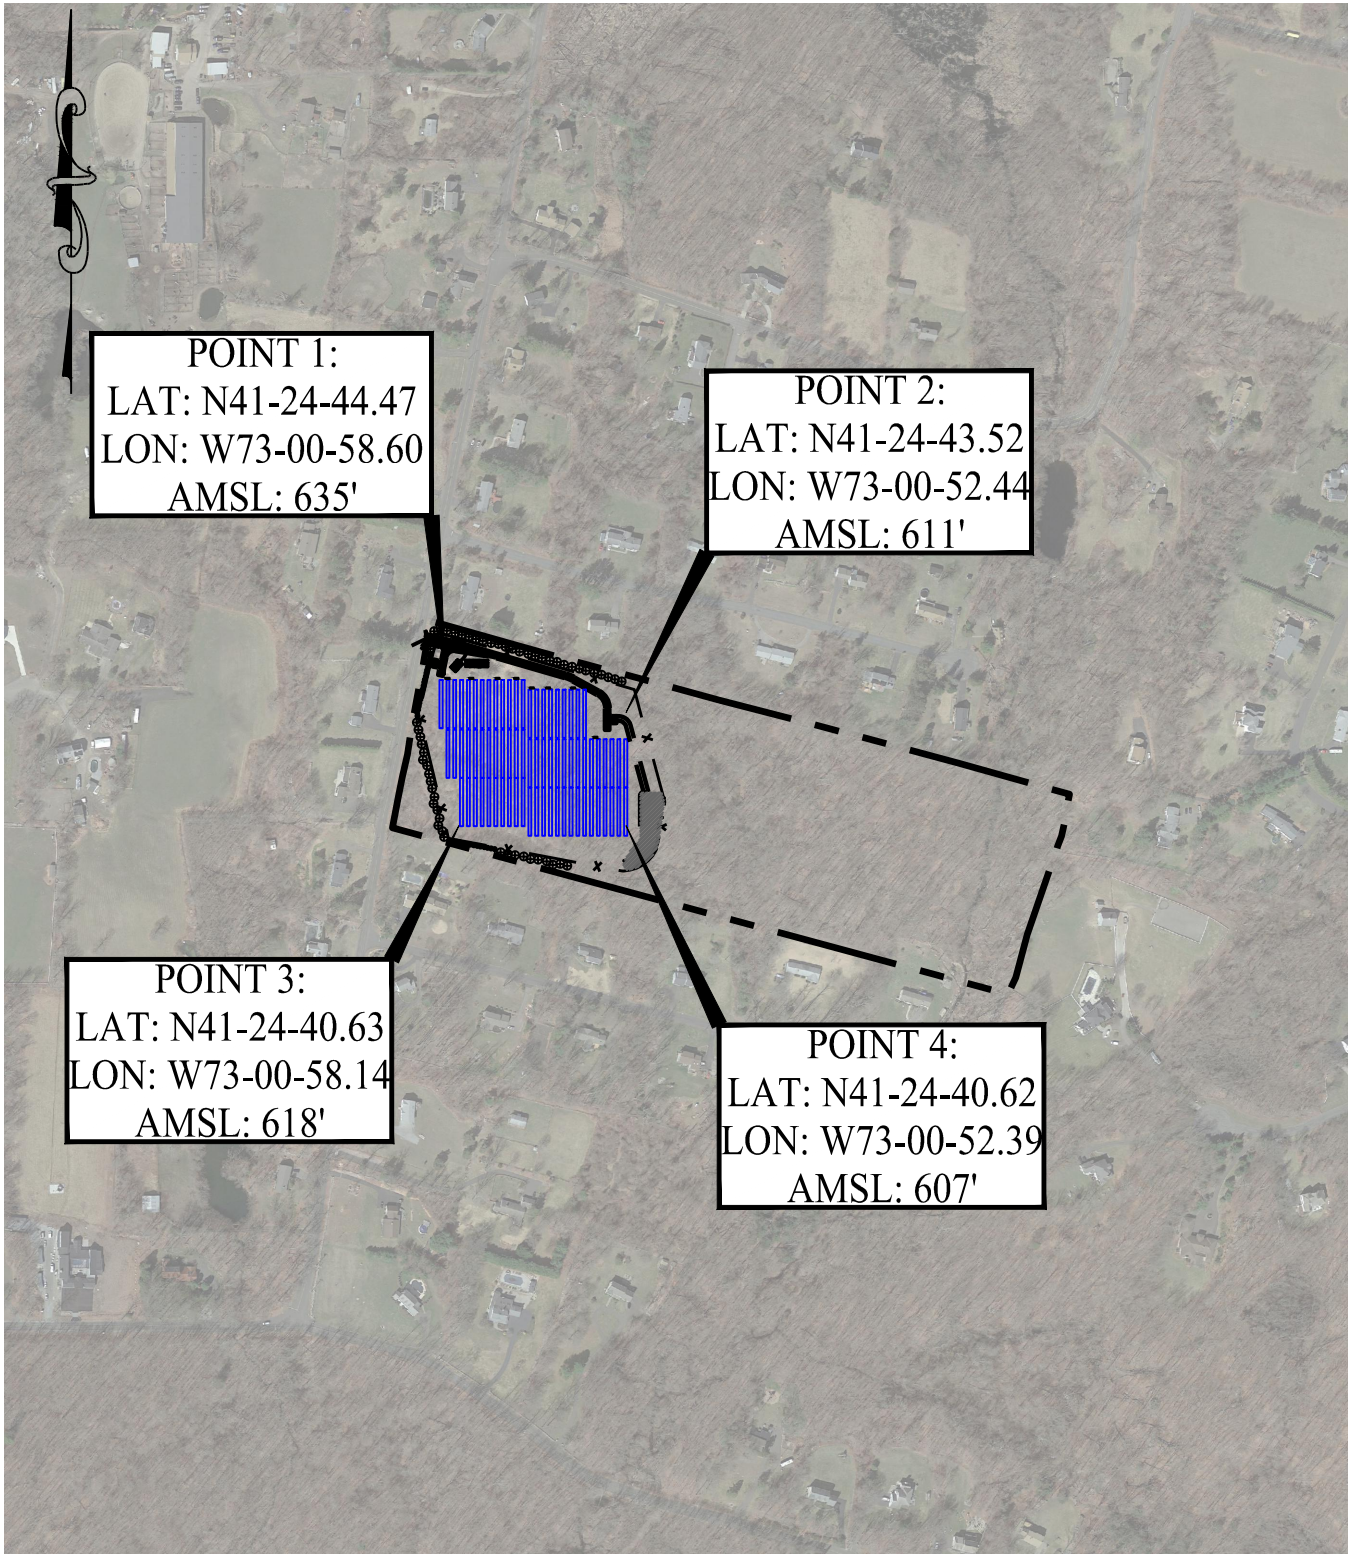 POINT 1:
LAT: N41-24-44.47
LON: W73-00-58.60
AMSL: 635'
POINT 2:
LAT: N41-24-43.52
LON: W73-00-52.44
AMSL: 611'
POINT 3:
LAT: N41-24-40.63
LON: W73-00-58.14
AMSL: 618'
POINT 4:
LAT: N41-24-40.62
LON: W73-00-52.39
AMSL: 607'